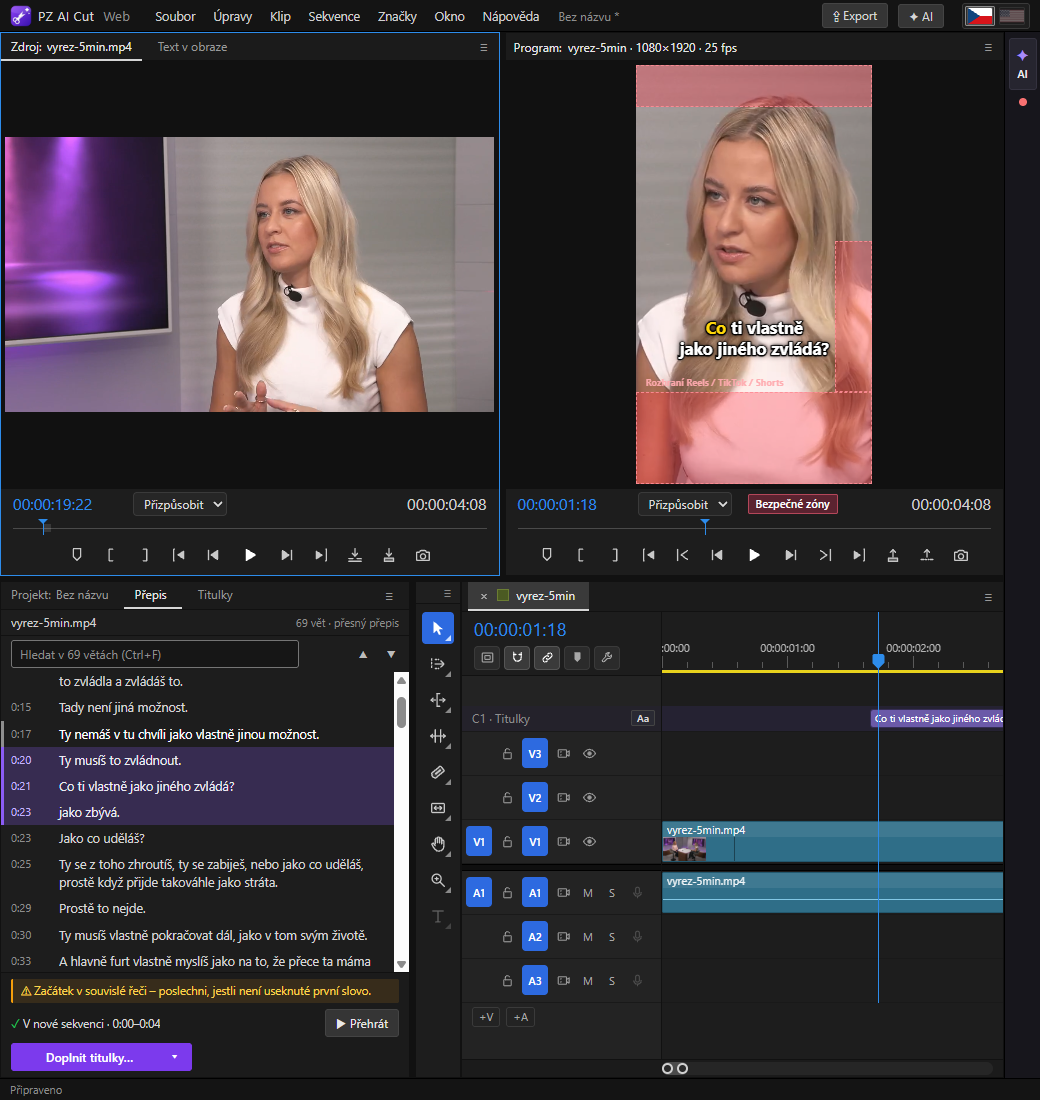 PZ AI Cut Web Soubor Úpravy Klip Sekvence Značky Okno Nápověda Bez názvu * Export AI
Zdroj: vyrez-5min.mp4 Text v obraze
Program: vyrez-5min · 1080×1920 · 25 fps
AI
Co ti vlastně
jako jiného zvládá?
Rozhraní Reels / TikTok / Shorts
00:00:19:22 Přizpůsobit 00:00:04:08
00:00:01:18 Přizpůsobit Bezpečné zóny 00:00:04:08
Projekt: Bez názvu Přepis Titulky
vyrez-5min.mp4 69 vět · přesný přepis
Hledat v 69 větách (Ctrl+F)
to zvládla a zvládáš to.
0:15 Tady není jiná možnost.
0:17 Ty nemáš v tu chvíli jako vlastně jinou možnost.
0:20 Ty musíš to zvládnout.
0:21 Co ti vlastně jako jiného zvládá?
0:23 jako zbývá.
0:23 Jako co uděláš?
0:25 Ty se z toho zhroutíš, ty se zabiješ, nebo jako co uděláš,
prostě když přijde takováhle jako stráta.
0:29 Prostě to nejde.
0:30 Ty musíš vlastně pokračovat dál, jako v tom svým životě.
0:33 A hlavně furt vlastně myslíš jako na to, že přece ta máma
Začátek v souvislé řeči – poslechni, jestli není useknuté první slovo.
V nové sekvenci · 0:00–0:04 Přehrát
Doplnit titulky...
Připraveno
vyrez-5min
00:00:01:18
:00:00 00:00:01:00 00:00:02:00
C1 · Titulky Aa Co ti vlastně jako jiného zvlád
V3
V2
V1 V1 vyrez-5min.mp4
A1 A1 M S vyrez-5min.mp4
A2 M S
A3 M S
+V +A